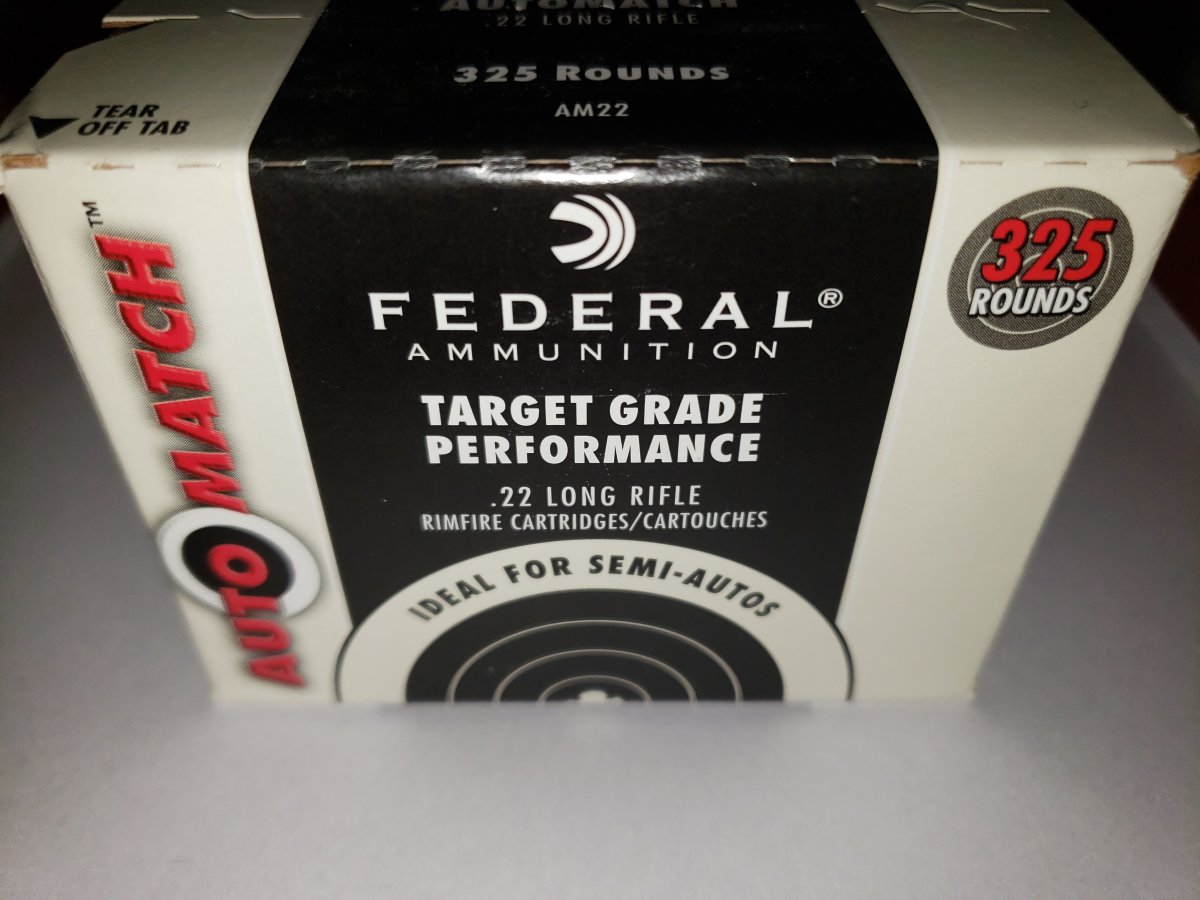 AUTOMATCH
.22 LONG RIFLE
325 ROUNDS
AM22
TEAR
OFF TAB
AUTOMATCH™
FEDERAL®
AMMUNITION
TARGET GRADE
PERFORMANCE
.22 LONG RIFLE
RIMFIRE CARTRIDGES/CARTOUCHES
IDEAL FOR SEMI-AUTOS
325
ROUNDS